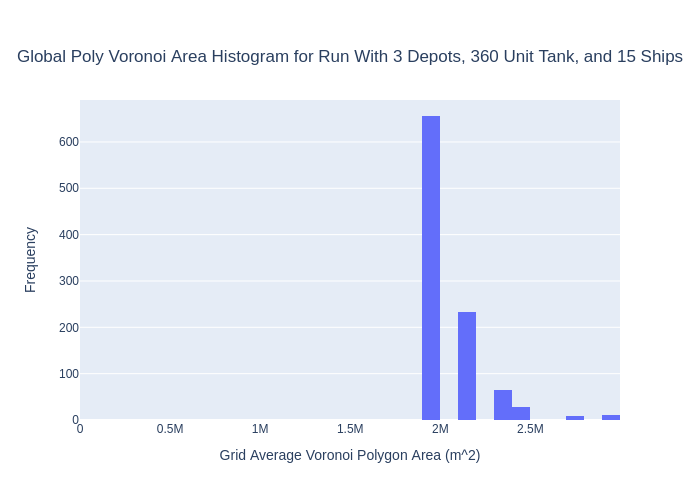 Global Poly Voronoi Area Histogram for Run With 3 Depots, 360 Unit Tank, and 15 Ships
600
500
400
300
200
100
0
Frequency
0 0.5M 1M 1.5M 2M 2.5M
Grid Average Voronoi Polygon Area (m^2)